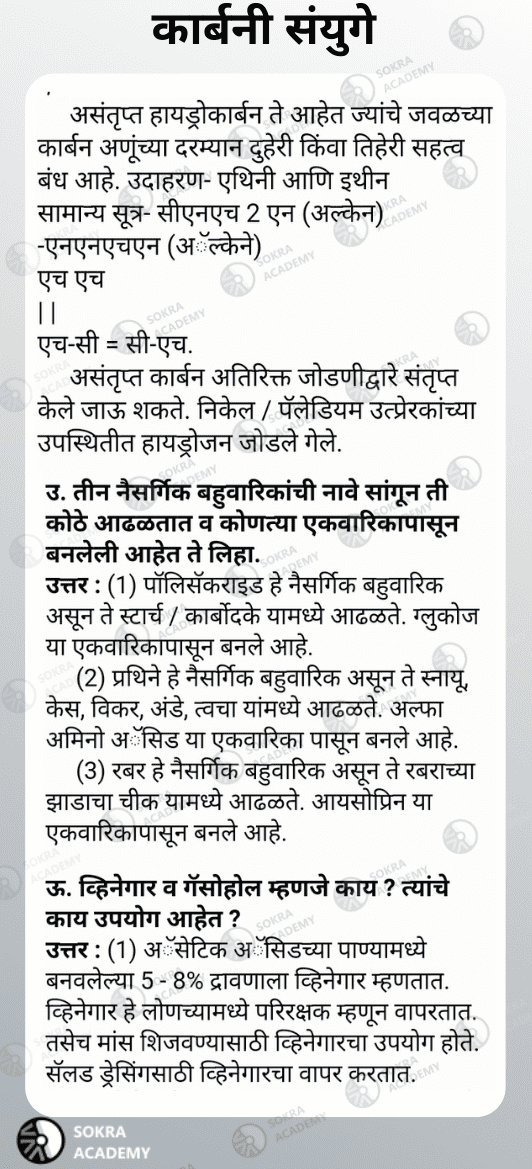 कार्बनी संयुगे
असंतृप्त हायड्रोकार्बन ते आहेत ज्यांचे जवळच्या
कार्बन अणूंच्या दरम्यान दुहेरी किंवा तिहेरी सहत्व
बंध आहे. उदाहरण- एथिनी आणि इथीन
सामान्य सूत्र- सीएनएच 2 एन (अल्केन)
-एनएनएचएन (अॅल्केने)
एच एच
||
एच-सी = सी-एच.
असंतृप्त कार्बन अतिरिक्त जोडणीद्वारे संतृप्त
केले जाऊ शकते. निकेल / पॅलेडियम उत्प्रेरकांच्या
उपस्थितीत हायड्रोजन जोडले गेले.
उ. तीन नैसर्गिक बहुवारिकांची नावे सांगून ती
कोठे आढळतात व कोणत्या एकवारिकापासून
बनलेली आहेत ते लिहा.
उत्तर : (1) पॉलिसॅकराइड हे नैसर्गिक बहुवारिक
असून ते स्टार्च / कार्बोदके यामध्ये आढळते. ग्लुकोज
या एकवारिकापासून बनले आहे.
(2) प्रथिने हे नैसर्गिक बहुवारिक असून ते स्नायू,
केस, विकर, अंडे, त्वचा यांमध्ये आढळते. अल्फा
अमिनो अॅसिड या एकवारिका पासून बनले आहे.
(3) रबर हे नैसर्गिक बहुवारिक असून ते रबराच्या
झाडाचा चीक यामध्ये आढळते. आयसोप्रिन या
एकवारिकापासून बनले आहे.
ऊ. व्हिनेगार व गॅसोहोल म्हणजे काय ? त्यांचे
काय उपयोग आहेत ?
उत्तर : (1) अॅसेटिक अॅसिडच्या पाण्यामध्ये
बनवलेल्या 5 - 8% द्रावणाला व्हिनेगार म्हणतात.
व्हिनेगार हे लोणच्यामध्ये परिरक्षक म्हणून वापरतात.
तसेच मांस शिजवण्यासाठी व्हिनेगारचा उपयोग होते.
सॅलड ड्रेसिंगसाठी व्हिनेगारचा वापर करतात.
SOKRA
ACADEMY